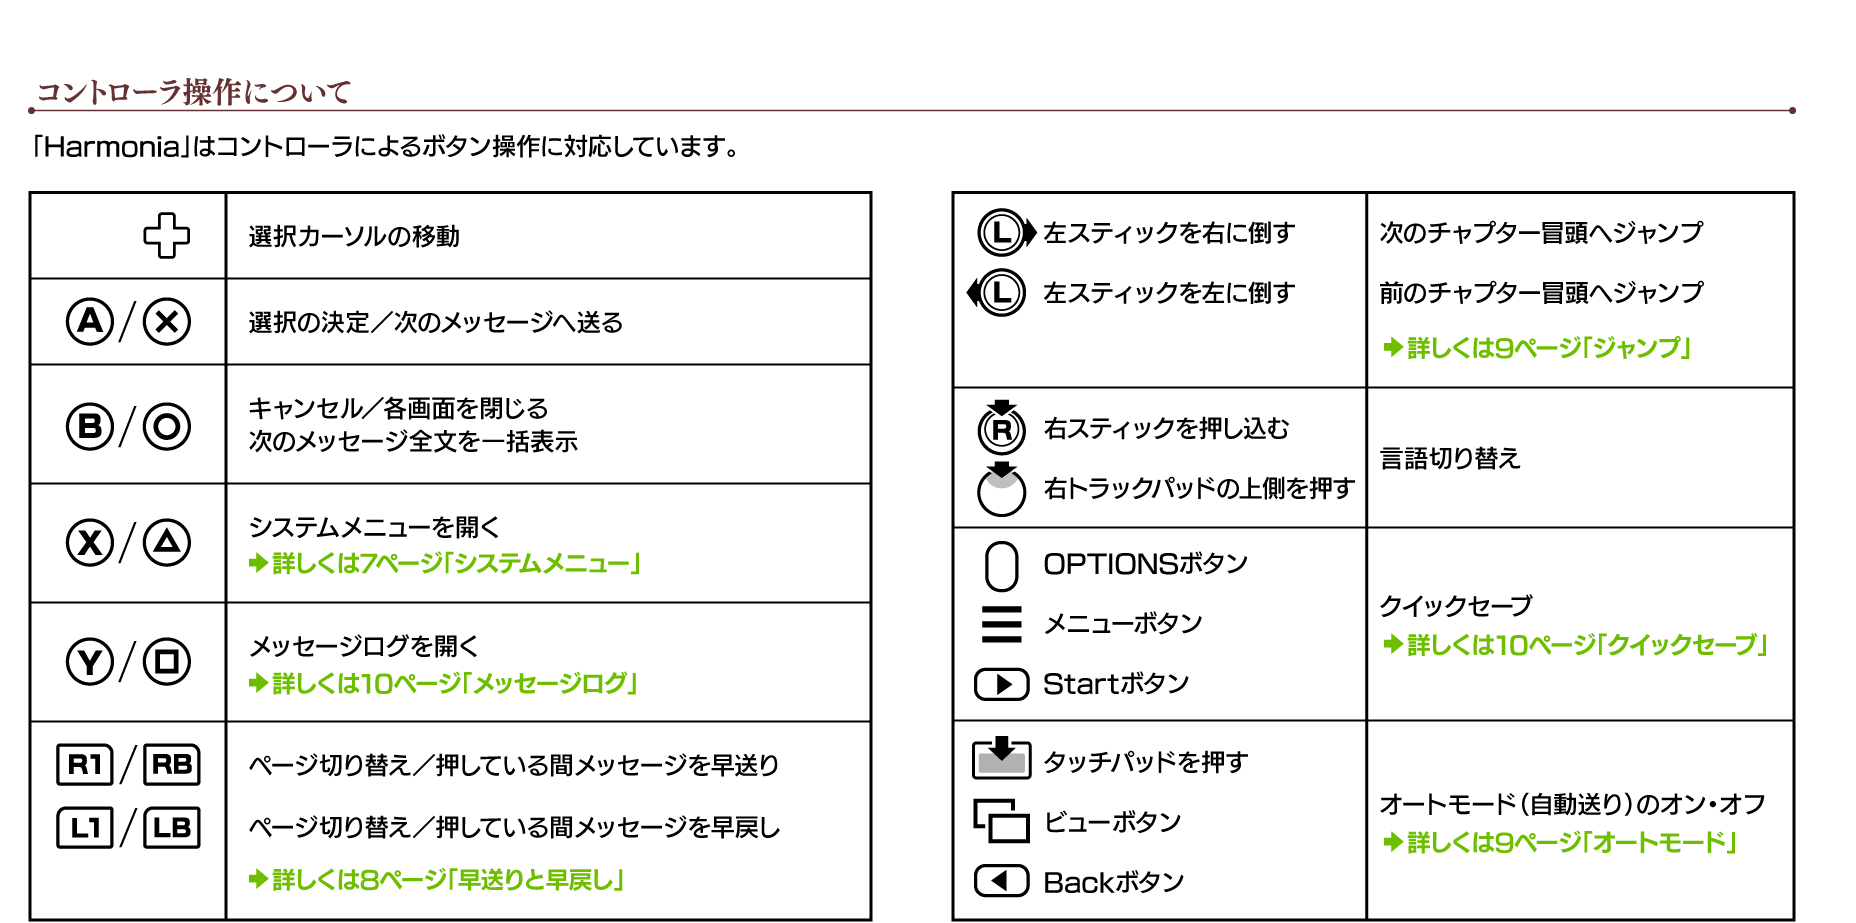 コントローラ操作について
「Harmonia」はコントローラによるボタン操作に対応しています。
選択カーソルの移動
A/×
選択の決定／次のメッセージへ送る
B/○
キャンセル／各画面を閉じる
次のメッセージ全文を一括表示
X/△
システムメニューを開く
➡詳しくは7ページ「システムメニュー」
Y/□
メッセージログを開く
➡詳しくは10ページ「メッセージログ」
R1/RB
ページ切り替え／押している間メッセージを早送り
L1/LB
ページ切り替え／押している間メッセージを早戻し
➡詳しくは8ページ「早送りと早戻し」
L 左スティックを右に倒す
次のチャプター冒頭へジャンプ
L 左スティックを左に倒す
前のチャプター冒頭へジャンプ
➡詳しくは9ページ「ジャンプ」
R 右スティックを押し込む
右トラックパッドの上側を押す
言語切り替え
OPTIONSボタン
メニューボタン
Startボタン
クイックセーブ
➡詳しくは10ページ「クイックセーブ」
タッチパッドを押す
ビューボタン
Backボタン
オートモード（自動送り）のオン・オフ
➡詳しくは9ページ「オートモード」